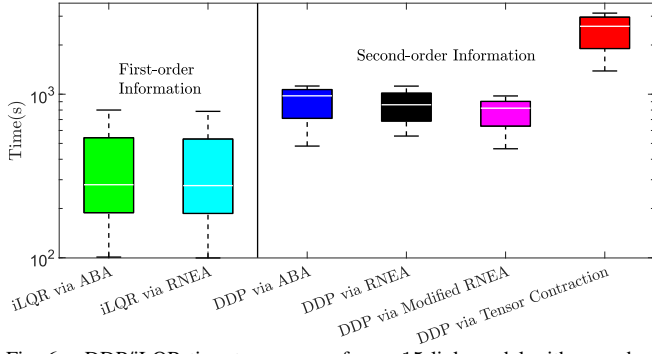 First-order
Information
Second-order Information
Time(s)
10^3
10^2
iLQR via ABA
iLQR via RNEA
DDP via ABA
DDP via RNEA
DDP via Modified RNEA
DDP via Tensor Contraction